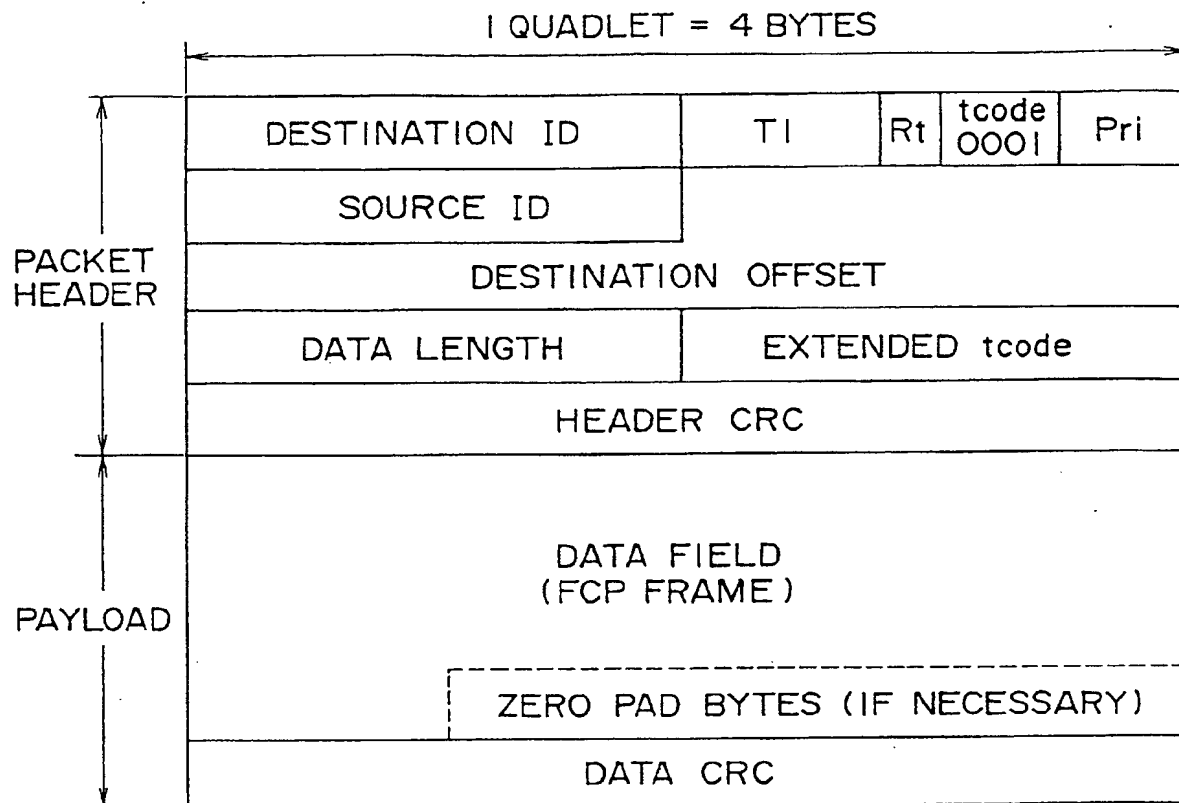 1 QUADLET = 4 BYTES
DESTINATION ID
TI
Rt
tcode
0001
Pri
SOURCE ID
PACKET
HEADER
DESTINATION OFFSET
DATA LENGTH
EXTENDED tcode
HEADER CRC
DATA FIELD
(FCP FRAME)
PAYLOAD
ZERO PAD BYTES (IF NECESSARY)
DATA CRC